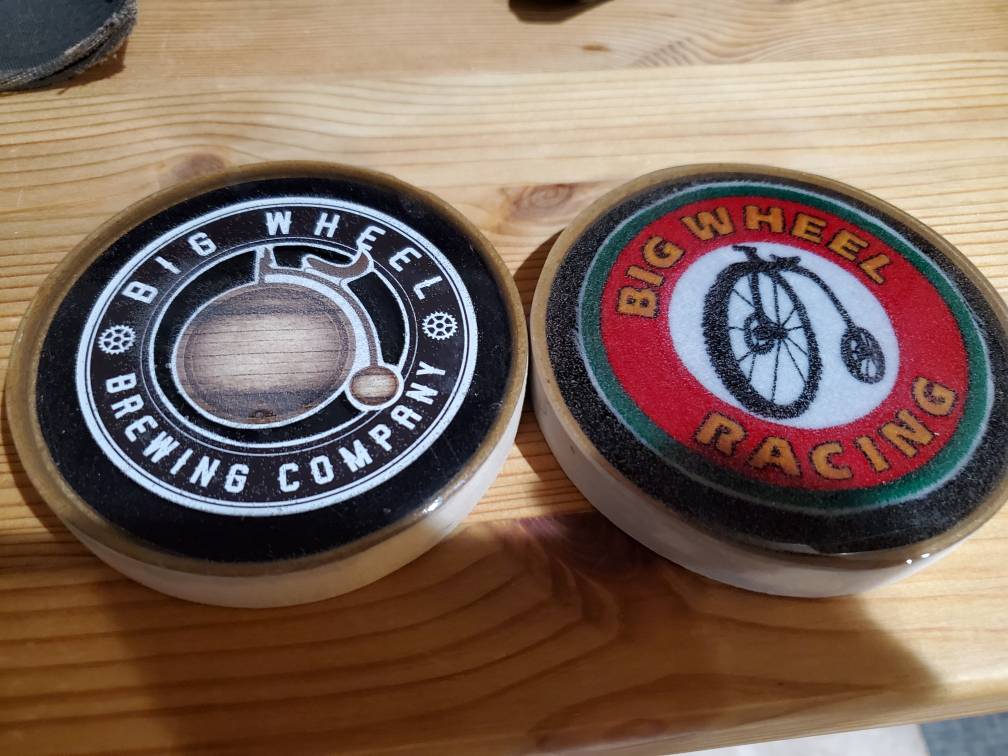 BIG WHEEL
BREWING COMPANY
BIG WHEEL
RACING